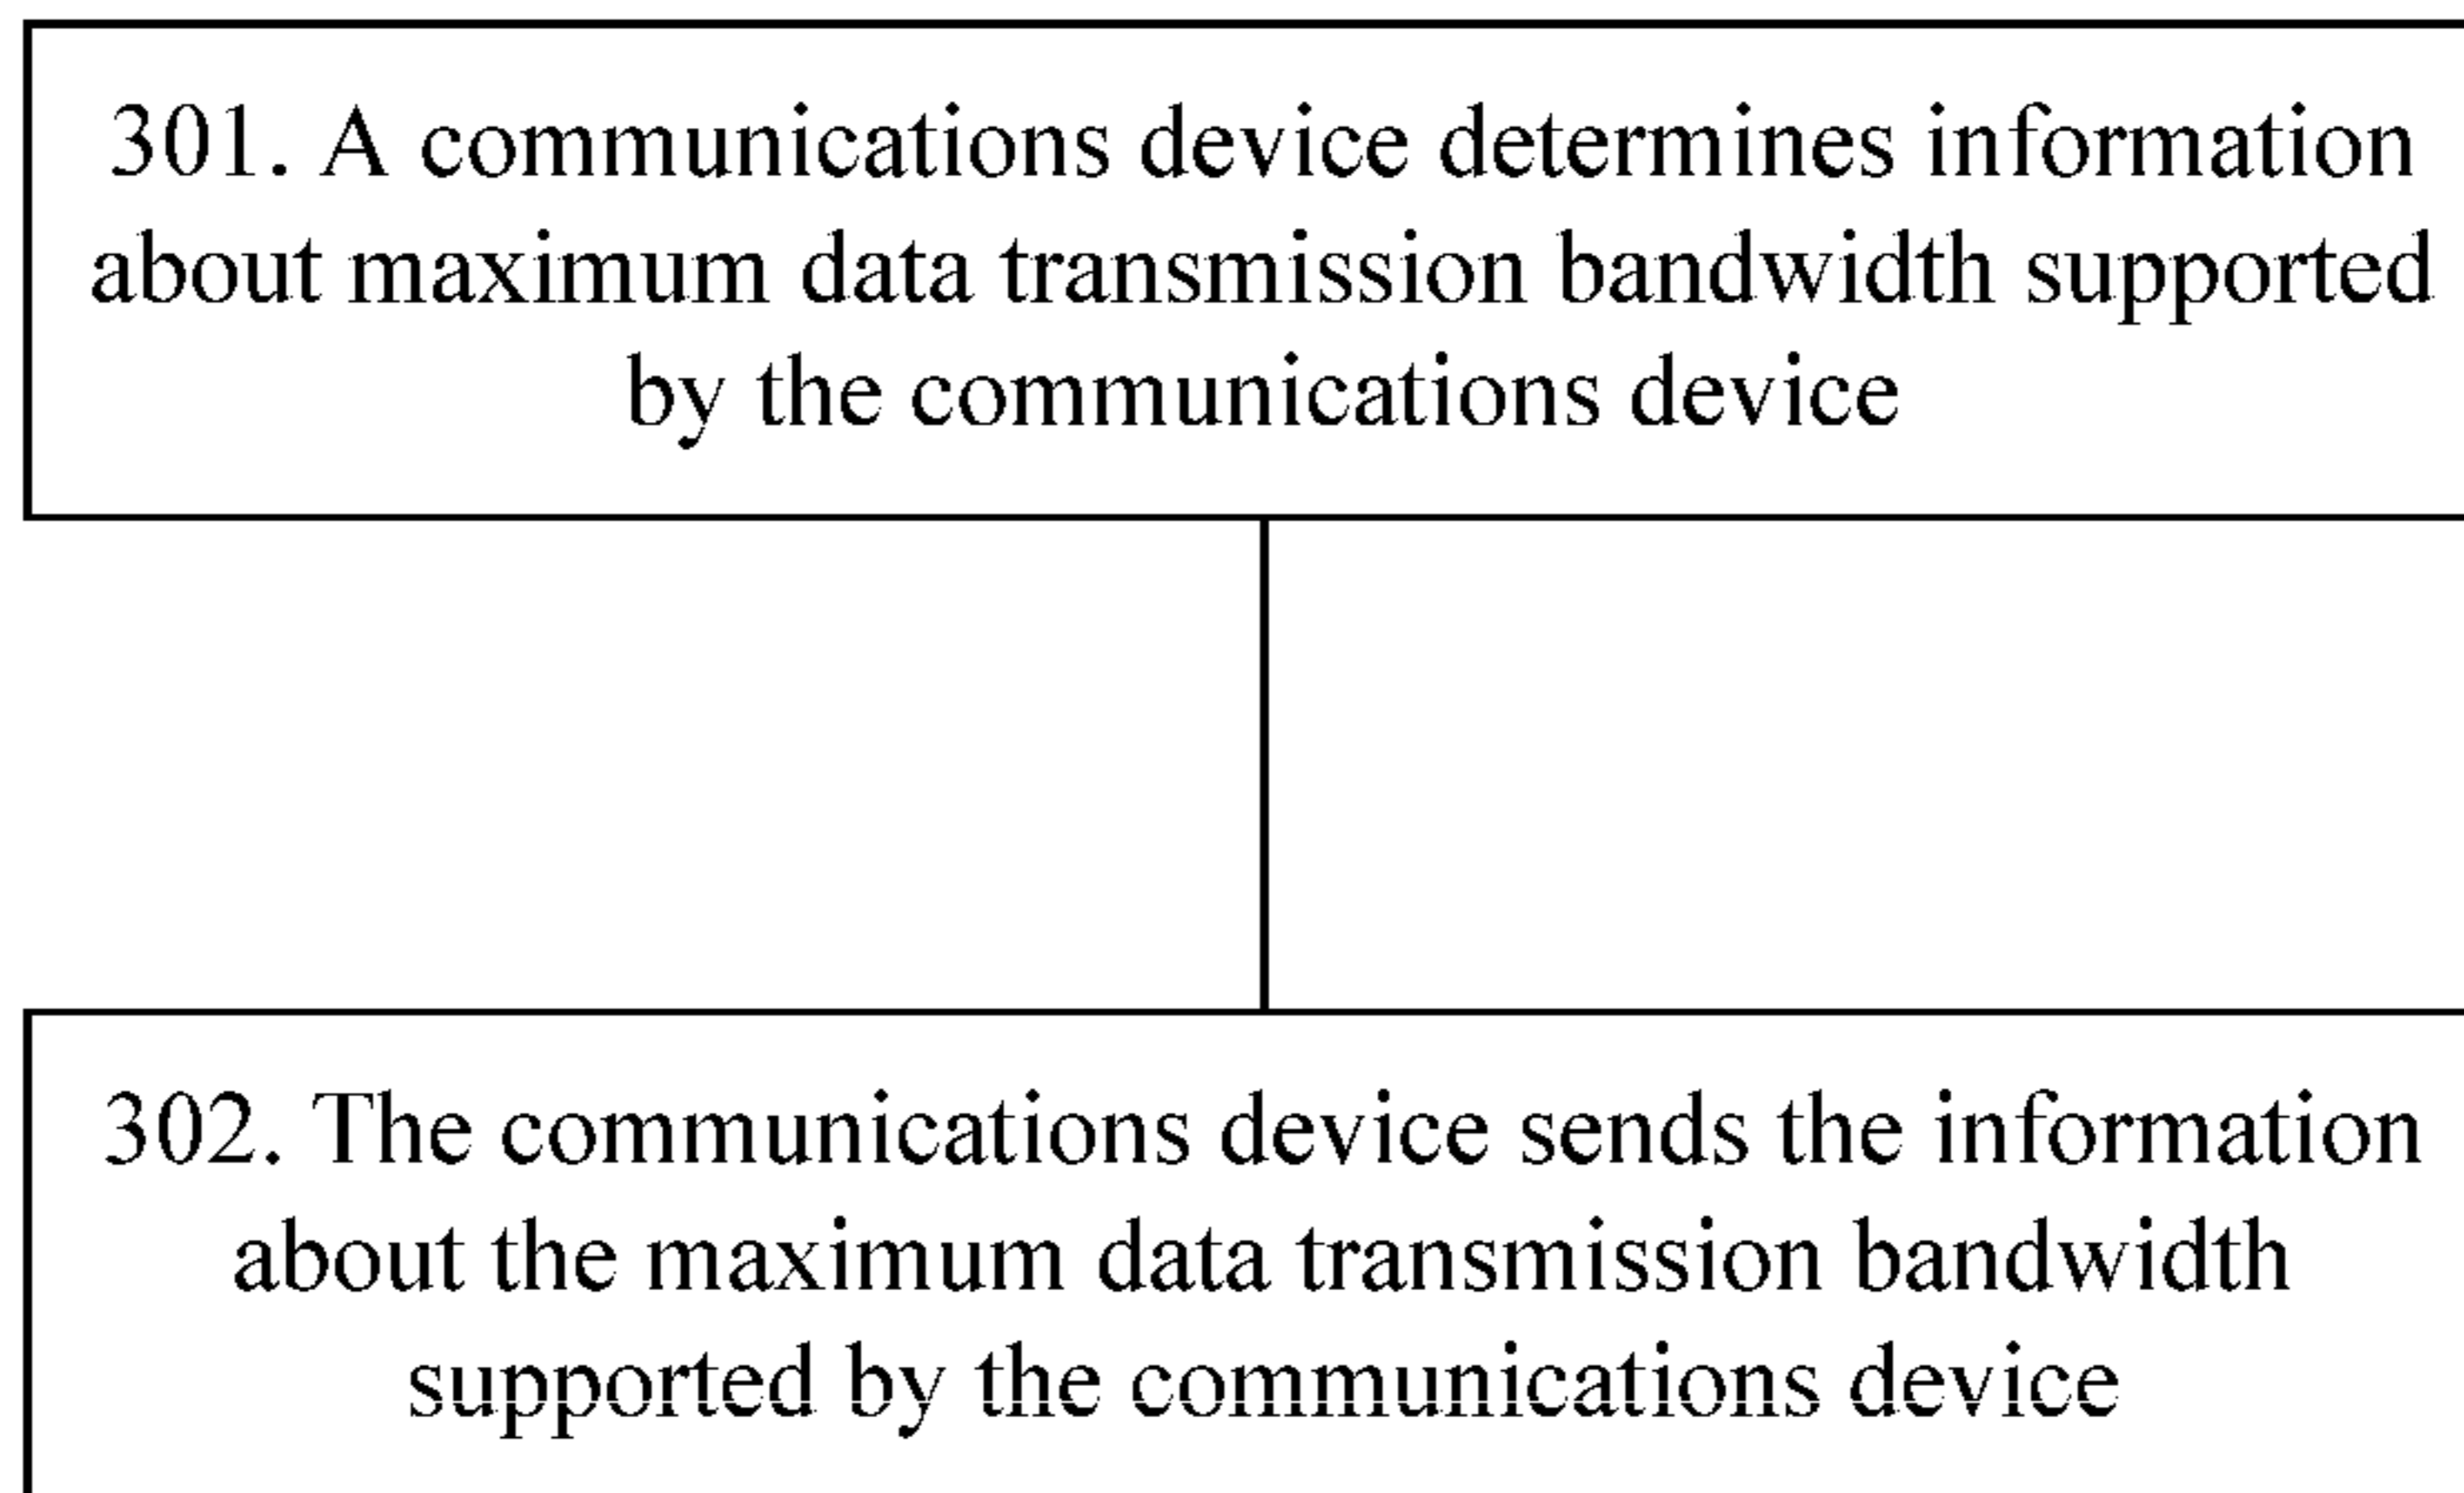 301. A communications device determines information
about maximum data transmission bandwidth supported
by the communications device
302. The communications device sends the information
about the maximum data transmission bandwidth
supported by the communications device